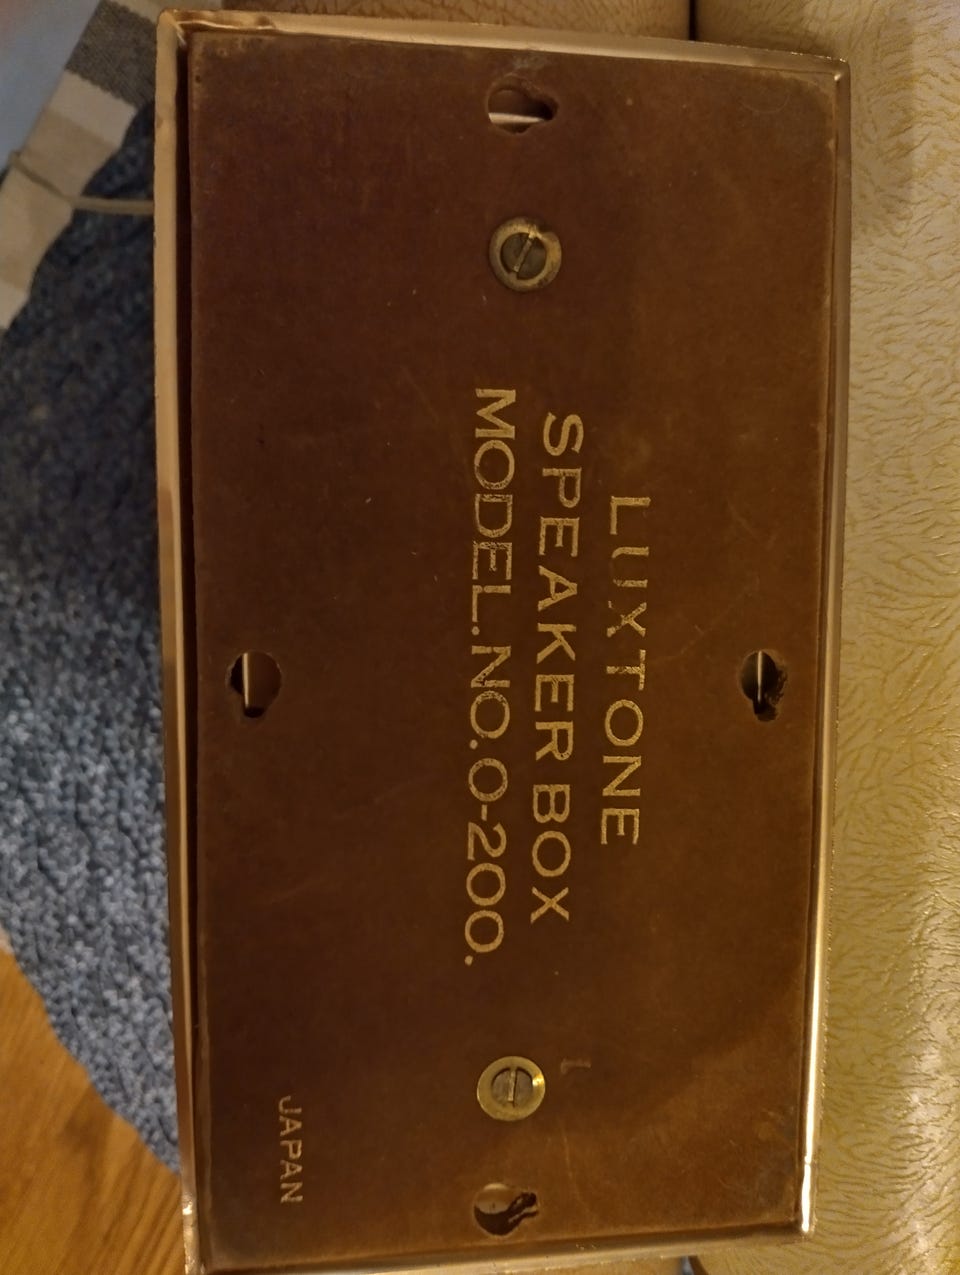 LUXTONE
SPEAKER BOX
MODEL.NO.O-200.
JAPAN